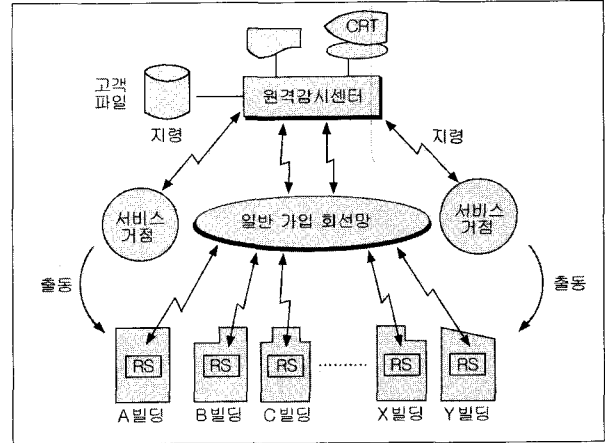 CRT
고객
파일
원격감시센터
지령
지령
서비스
거점
일반 가입 회선망
서비스
거점
출동
출동
RS
RS
RS
RS
RS
A빌딩
B빌딩
C빌딩
X빌딩
Y빌딩